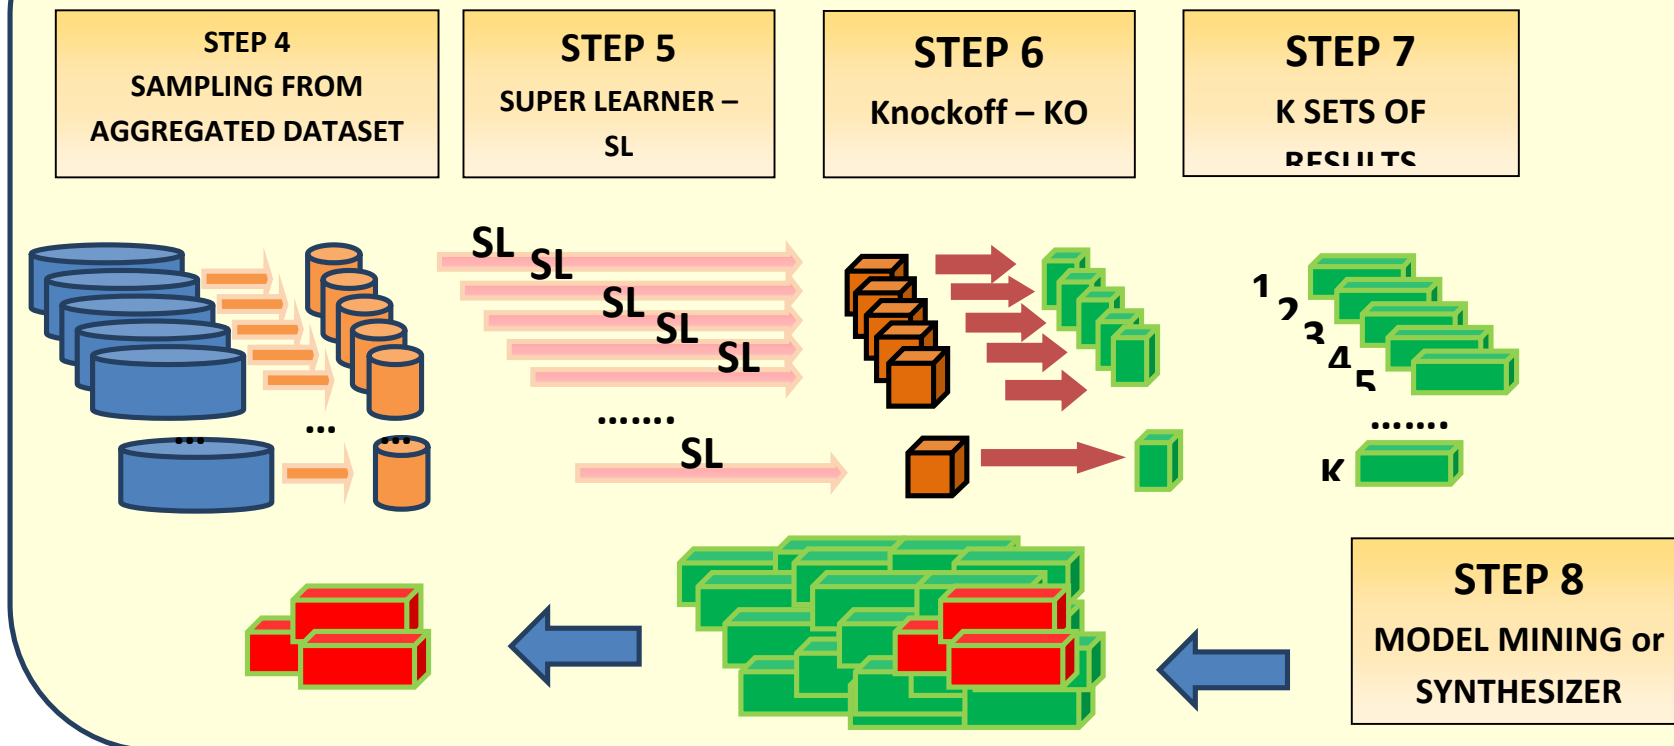 STEP 4
SAMPLING FROM
AGGREGATED DATASET
STEP 5
SUPER LEARNER –
SL
STEP 6
Knockoff – KO
STEP 7
K SETS OF
RESULTS
SL
SL
SL
SL
SL
.......
SL
...
...
...
1
2
3
4
5
.......
K
STEP 8
MODEL MINING or
SYNTHESIZER